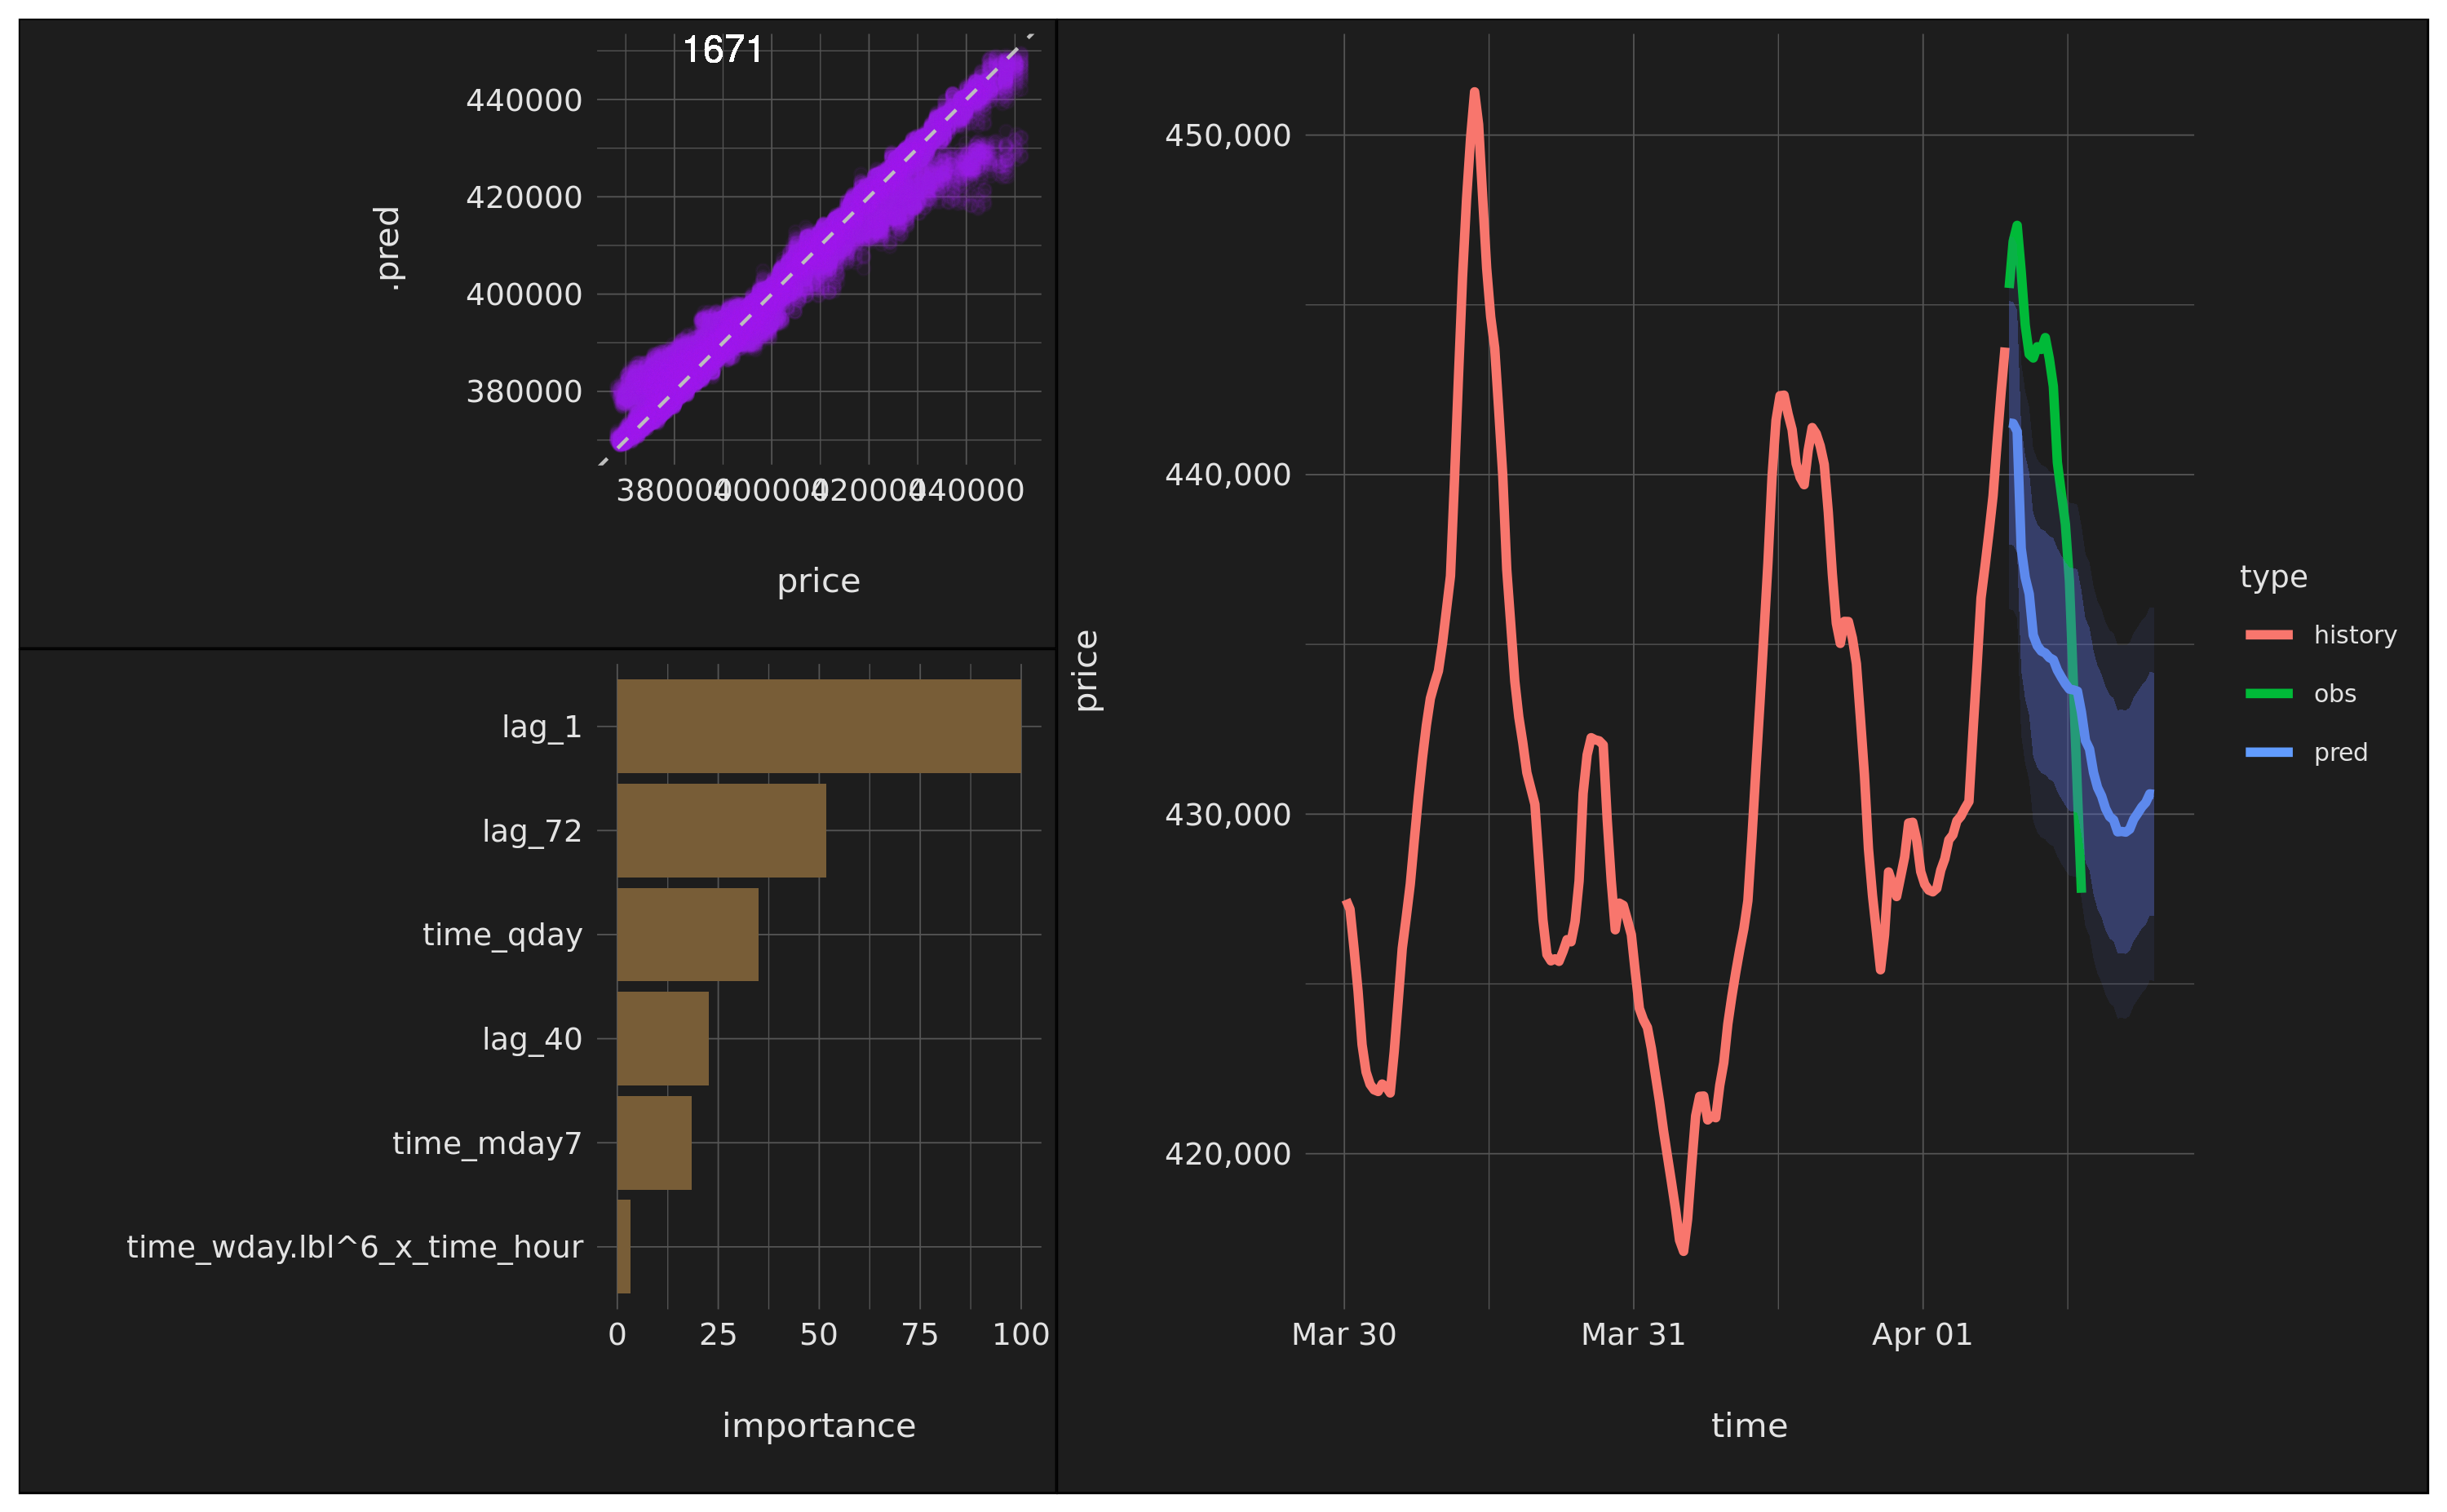 1671
440000
420000
400000
380000
.pred
380000
400000
420000
440000
price
lag_1
lag_72
time_qday
lag_40
time_mday7
time_wday.lbl^6_x_time_hour
0 25 50 75 100
importance
450,000
440,000
430,000
420,000
price
Mar 30 Mar 31 Apr 01
time
type
history
obs
pred